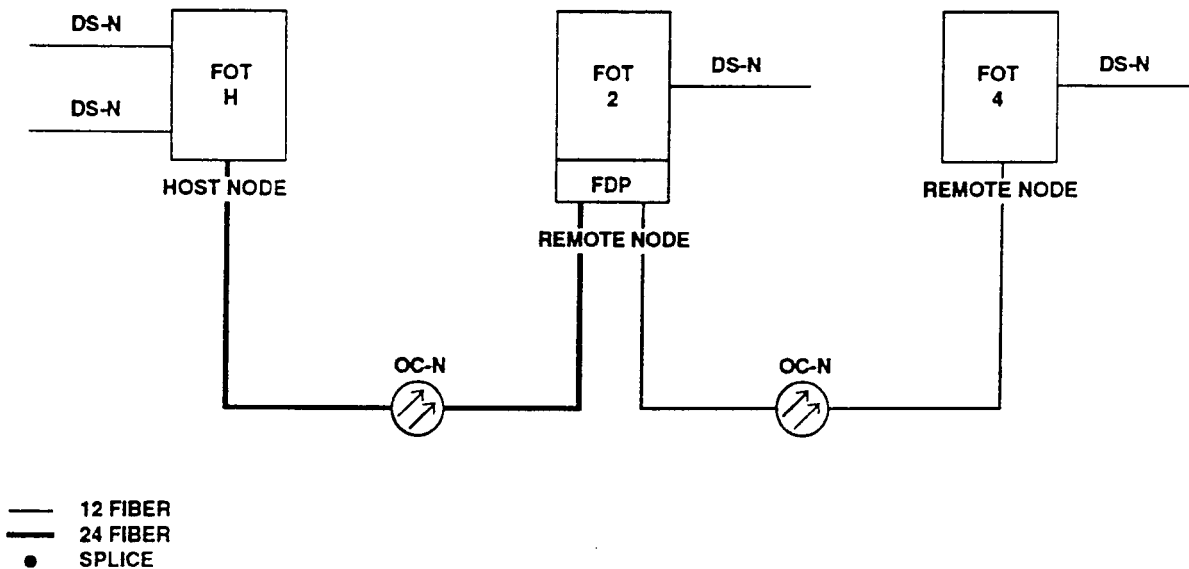 DS-N
DS-N
FOT
H
HOST NODE
FOT
2
FDP
DS-N
REMOTE NODE
FOT
4
DS-N
REMOTE NODE
OC-N
OC-N
12 FIBER
24 FIBER
SPLICE